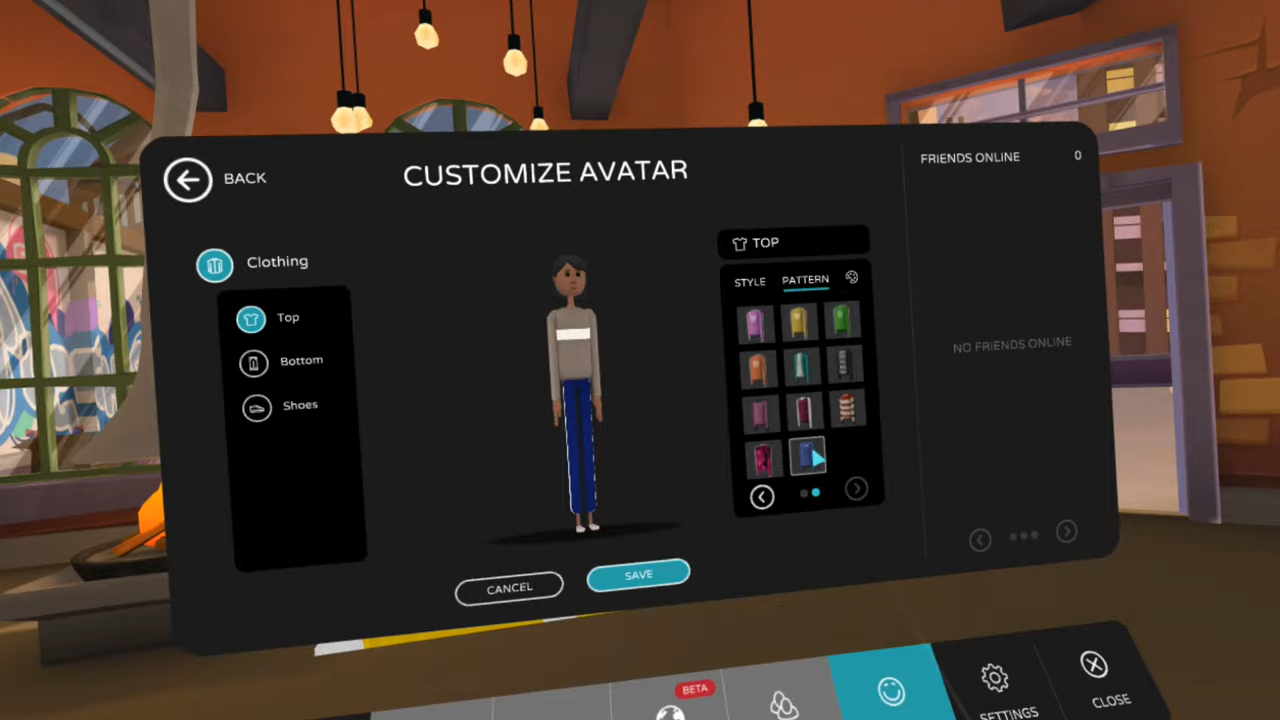 BACK
CUSTOMIZE AVATAR
FRIENDS ONLINE 0
Clothing
TOP
STYLE PATTERN
Top
Bottom
Shoes
NO FRIENDS ONLINE
CANCEL
SAVE
BETA
SETTINGS
CLOSE